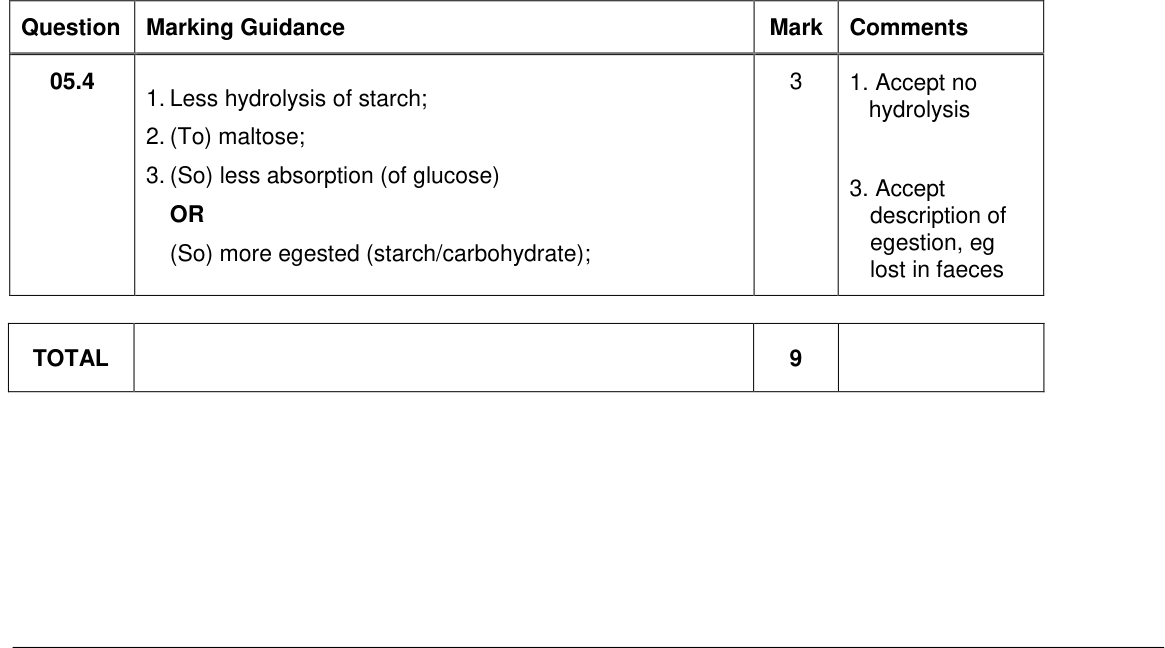 Question Marking Guidance Mark Comments
05.4
1. Less hydrolysis of starch;
2. (To) maltose;
3. (So) less absorption (of glucose)
OR
(So) more egested (starch/carbohydrate);
3
1. Accept no
hydrolysis
3. Accept
description of
egestion, eg
lost in faeces
TOTAL 9